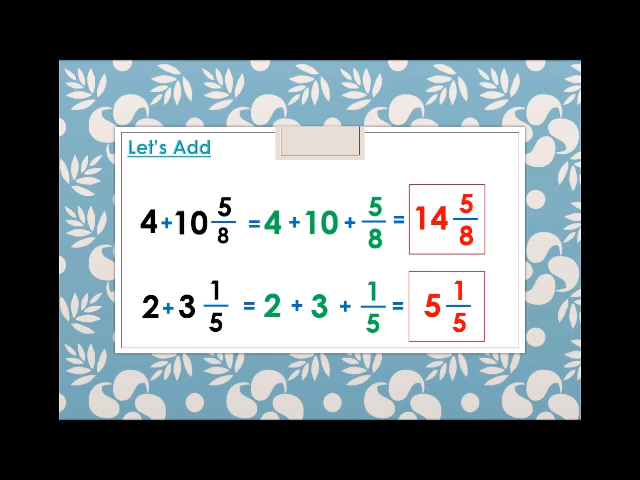 Let's Add
4+10 5/8 = 4 + 10 + 5/8 = 14 5/8
2+3 1/5 = 2 + 3 + 1/5 = 5 1/5